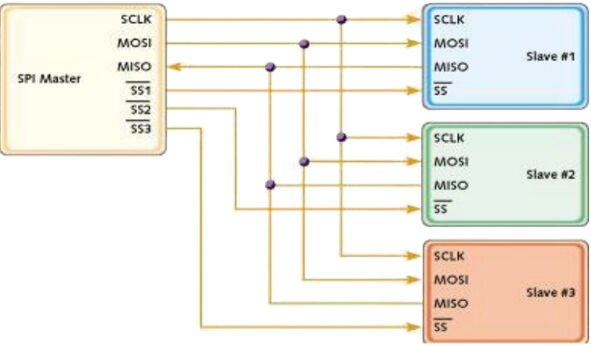 SPI Master
SCLK
MOSI
MISO
SS1
SS2
SS3
SCLK
MOSI
MISO
SS
Slave #1
SCLK
MOSI
MISO
SS
Slave #2
SCLK
MOSI
MISO
SS
Slave #3